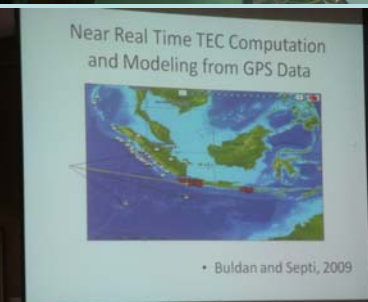 Near Real Time TEC Computation
and Modeling from GPS Data
• Buldan and Septi, 2009